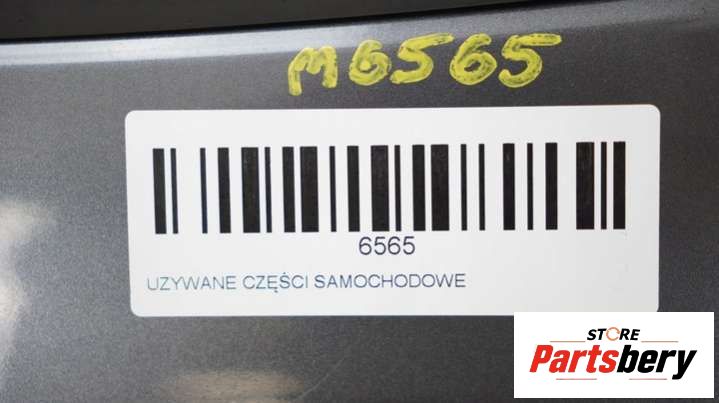 M6565
6565
UZYWANE CZĘŚCI SAMOCHODOWE
STORE
Partsbery